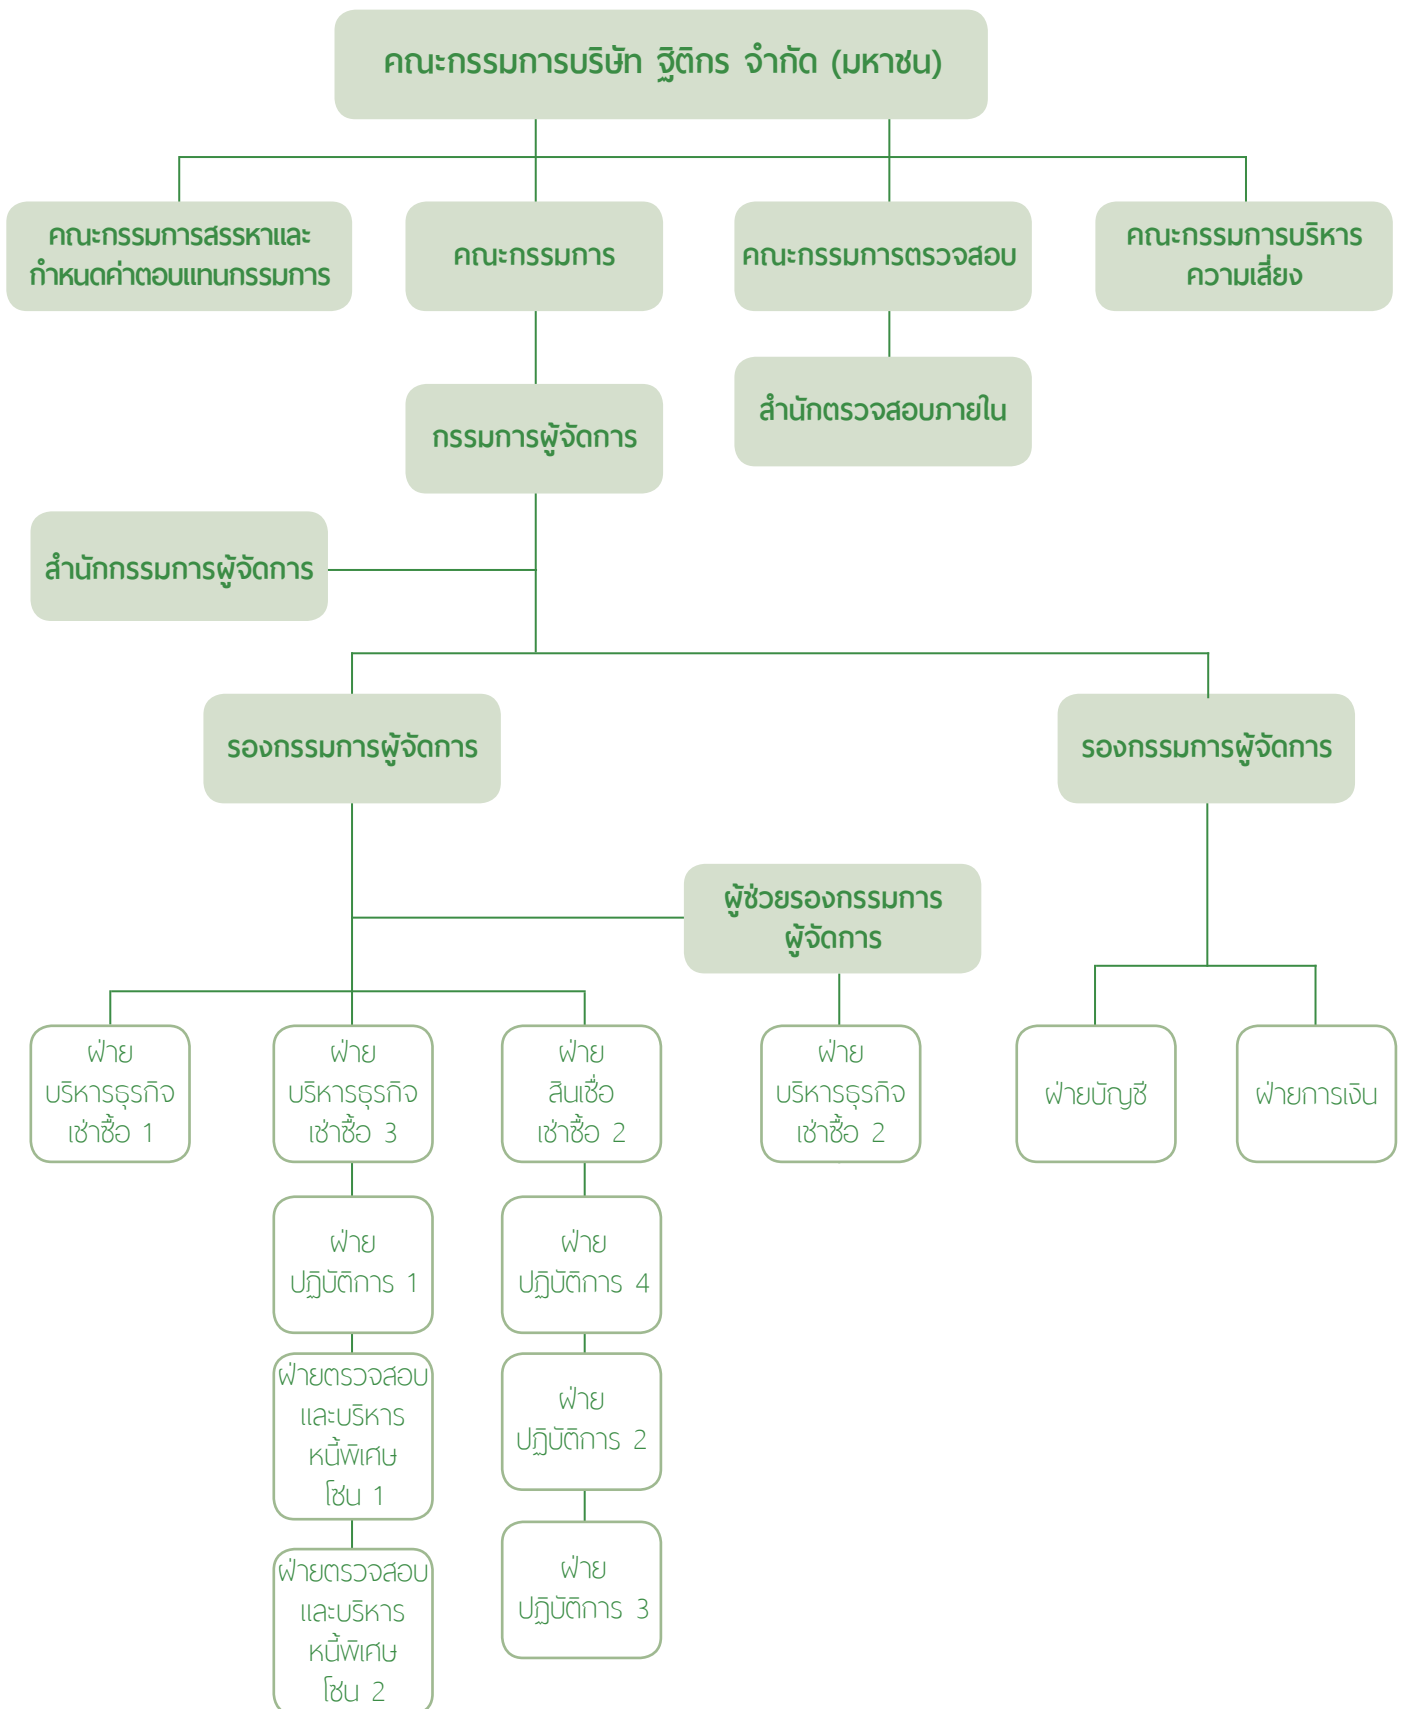 คณะกรรมการบริษัท ฐิติกร จำกัด (มหาชน)
คณะกรรมการสรรหาและ
กำหนดค่าตอบแทนกรรมการ
คณะกรรมการ
คณะกรรมการตรวจสอบ
คณะกรรมการบริหาร
ความเสี่ยง
กรรมการผู้จัดการ
สำนักตรวจสอบภายใน
สำนักกรรมการผู้จัดการ
รองกรรมการผู้จัดการ
รองกรรมการผู้จัดการ
ผู้ช่วยรองกรรมการ
ผู้จัดการ
ฝ่าย
บริหารธุรกิจ
เช่าซื้อ 1
ฝ่าย
บริหารธุรกิจ
เช่าซื้อ 3
ฝ่าย
สินเชื่อ
เช่าซื้อ 2
ฝ่าย
บริหารธุรกิจ
เช่าซื้อ 2
ฝ่ายบัญชี
ฝ่ายการเงิน
ฝ่าย
ปฏิบัติการ 1
ฝ่าย
ปฏิบัติการ 4
ฝ่ายตรวจสอบ
และบริหาร
หนี้พิเศษ
โซน 1
ฝ่าย
ปฏิบัติการ 2
ฝ่ายตรวจสอบ
และบริหาร
หนี้พิเศษ
โซน 2
ฝ่าย
ปฏิบัติการ 3